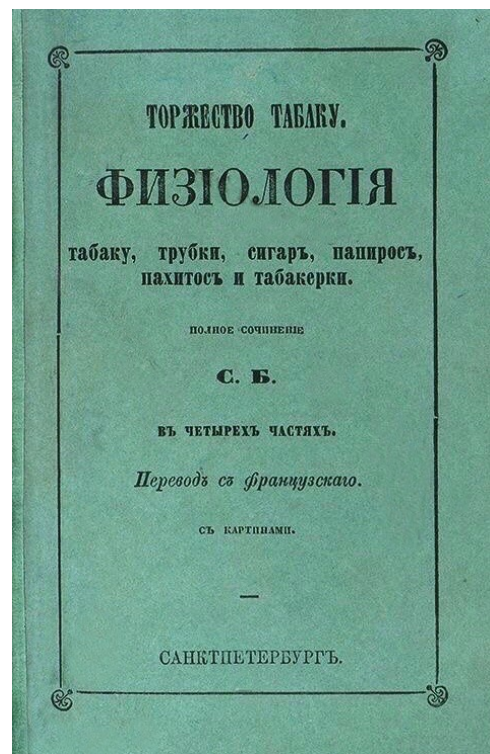 ТОРЖЕСТВО ТАБАКУ.
ФИЗІОЛОГІЯ
табаку, трубки, сигаръ, папиросъ,
пахитосъ и табакерки.
ПОЛНОЕ СОЧИНЕНІЕ
С. Б.
ВЪ ЧЕТЫРЕХЪ ЧАСТЯХЪ.
Переводъ съ французскаго.
СЪ КАРТИНАМИ.
САНКТПЕТЕРБУРГЪ.